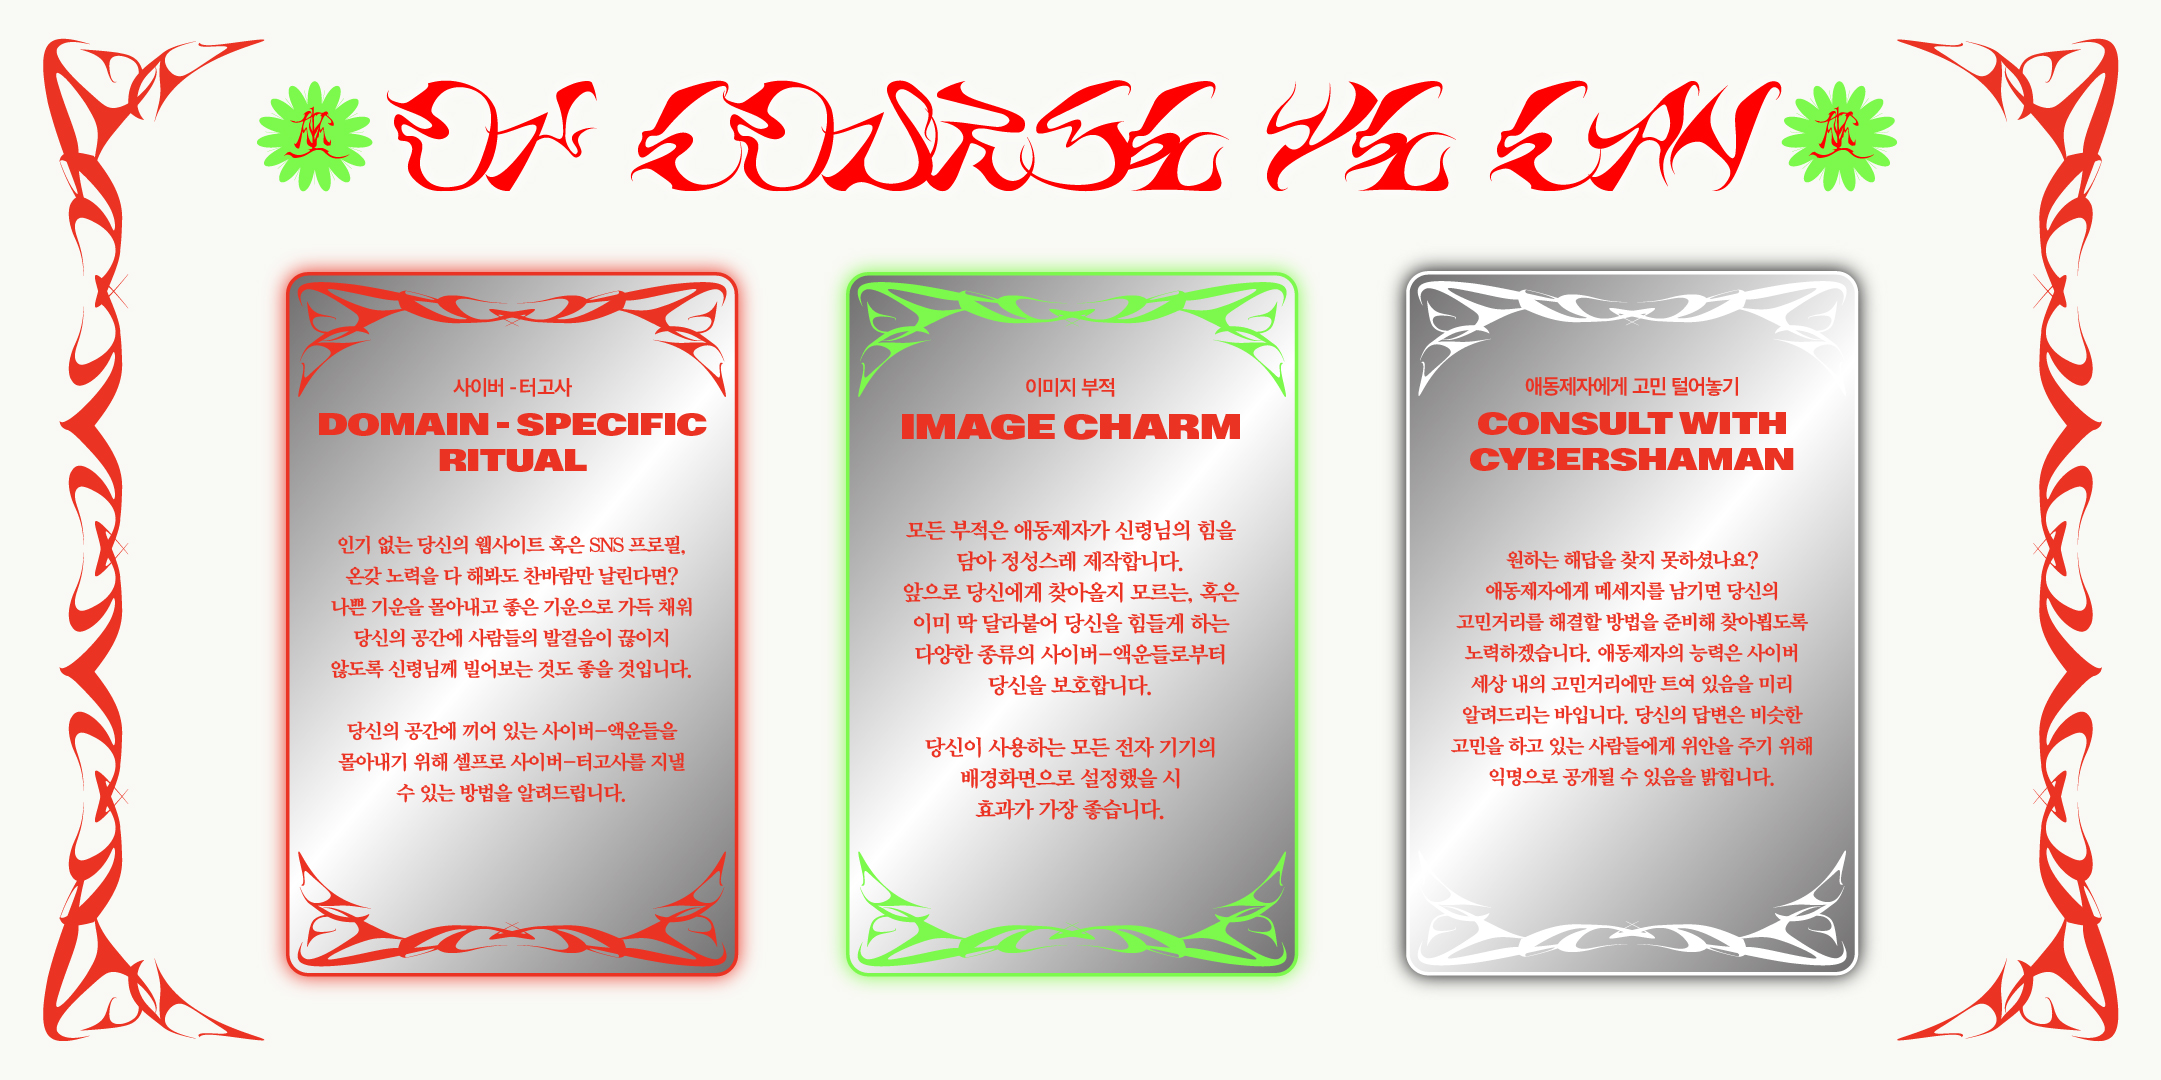 OF COURSE WE CAN
사이버 - 터고사
DOMAIN - SPECIFIC
RITUAL
인기 없는 당신의 웹사이트 혹은 SNS 프로필,
온갖 노력을 다 해봐도 찬바람만 날린다면?
나쁜 기운을 몰아내고 좋은 기운으로 가득 채워
당신의 공간에 사람들의 발걸음이 끊이지
않도록 신령님께 빌어보는 것도 좋을 것입니다.
당신의 공간에 끼어 있는 사이버–액운들을
몰아내기 위해 셀프로 사이버–터고사를 지낼
수 있는 방법을 알려드립니다.
이미지 부적
IMAGE CHARM
모든 부적은 애동제자가 신령님의 힘을
담아 정성스레 제작합니다.
앞으로 당신에게 찾아올지 모르는, 혹은
이미 딱 달라붙어 당신을 힘들게 하는
다양한 종류의 사이버–액운들로부터
당신을 보호합니다.
당신이 사용하는 모든 전자 기기의
배경화면으로 설정했을 시
효과가 가장 좋습니다.
애동제자에게 고민 털어놓기
CONSULT WITH
CYBERSHAMAN
원하는 해답을 찾지 못하셨나요?
애동제자에게 메세지를 남기면 당신의
고민거리를 해결할 방법을 준비해 찾아뵙도록
노력하겠습니다. 애동제자의 능력은 사이버
세상 내의 고민거리에만 트여 있음을 미리
알려드리는 바입니다. 당신의 답변은 비슷한
고민을 하고 있는 사람들에게 위안을 주기 위해
익명으로 공개될 수 있음을 밝힙니다.